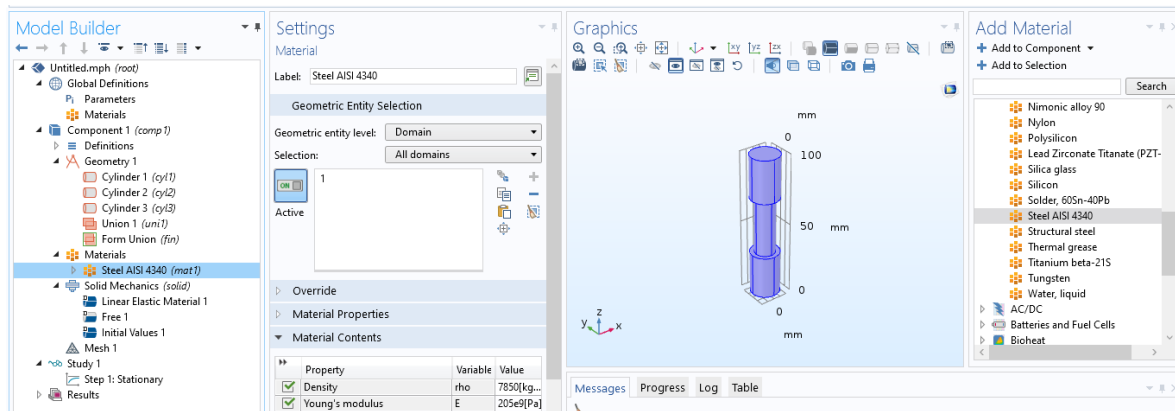 Model Builder
Untitled.mph (root)
Global Definitions
Pi Parameters
Materials
Component 1 (comp1)
Definitions
Geometry 1
Cylinder 1 (cyl1)
Cylinder 2 (cyl2)
Cylinder 3 (cyl3)
Union 1 (uni1)
Form Union (fin)
Materials
Steel AISI 4340 (mat1)
Solid Mechanics (solid)
Linear Elastic Material 1
Free 1
Initial Values 1
Mesh 1
Study 1
Step 1: Stationary
Results
Settings
Material
Label: Steel AISI 4340
Geometric Entity Selection
Geometric entity level: Domain
Selection: All domains
ON
1
Active
Override
Material Properties
Material Contents
Property Variable Value
Density rho 7850[kg...
Young's modulus E 205e9[Pa]
Graphics
xy yz zx
mm
0
100
50 mm
0
0
mm
z
y x
Messages Progress Log Table
Add Material
+ Add to Component
+ Add to Selection
Search
Nimonic alloy 90
Nylon
Polysilicon
Lead Zirconate Titanate (PZT-
Silica glass
Silicon
Solder, 60Sn-40Pb
Steel AISI 4340
Structural steel
Thermal grease
Titanium beta-21S
Tungsten
Water, liquid
AC/DC
Batteries and Fuel Cells
Bioheat